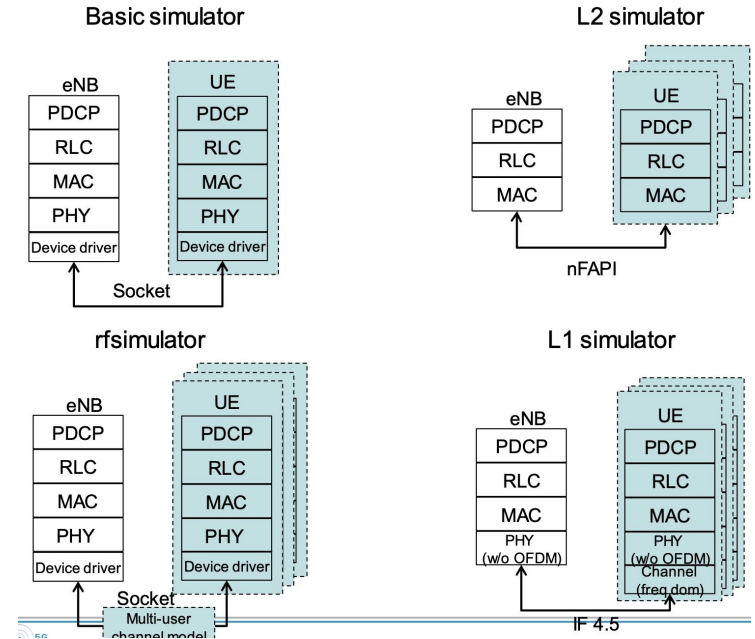 Basic simulator
eNB
PDCP
RLC
MAC
PHY
Device driver
UE
PDCP
RLC
MAC
PHY
Device driver
Socket
L2 simulator
eNB
PDCP
RLC
MAC
UE
PDCP
RLC
MAC
nFAPI
rfsimulator
eNB
PDCP
RLC
MAC
PHY
Device driver
UE
PDCP
RLC
MAC
PHY
Device driver
Socket
Multi-user
channel model
L1 simulator
eNB
PDCP
RLC
MAC
PHY
(w/o OFDM)
UE
PDCP
RLC
MAC
PHY
(w/o OFDM)
Channel
(freq dom)
IF 4.5
5G